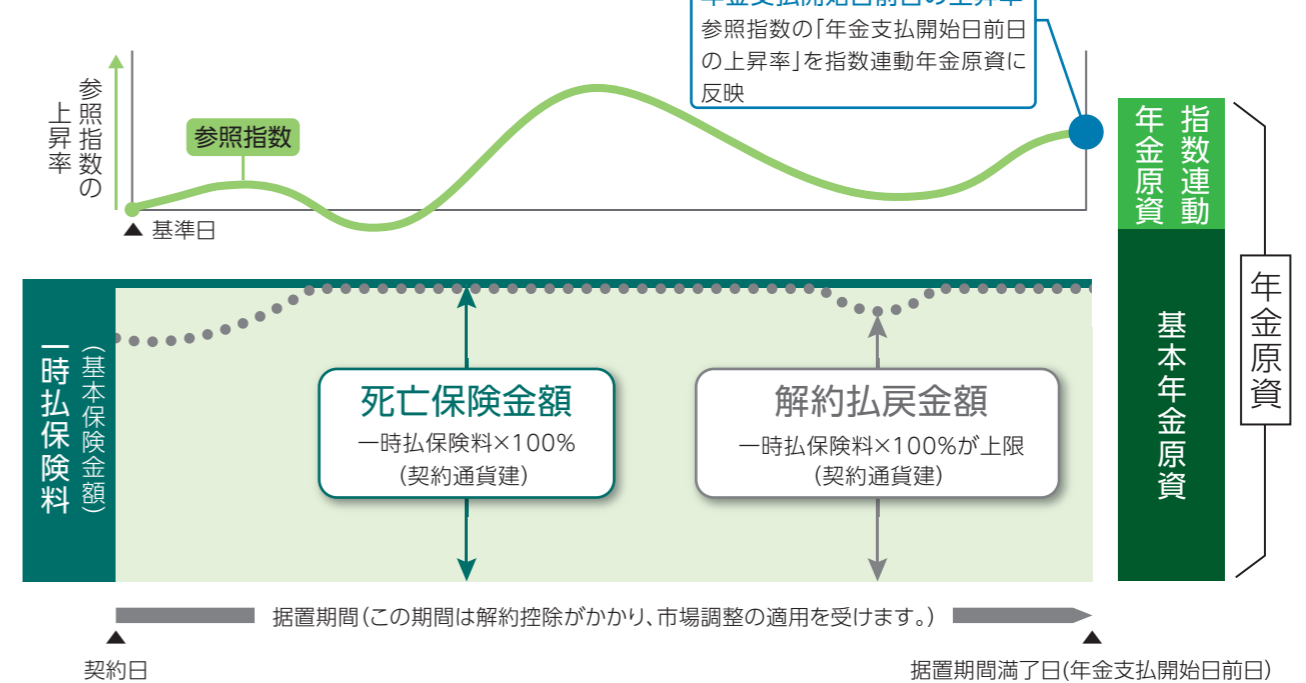 参照指数の「年金支払開始日前日
の上昇率」を指数連動年金原資に
反映
参照指数の
上昇率
参照指数
▲ 基準日
指数連動
年金原資
基本年金原資
年金原資
一時払保険料
(基本保険金額)
死亡保険金額
一時払保険料×100%
(契約通貨建)
解約払戻金額
一時払保険料×100%が上限
(契約通貨建)
据置期間(この期間は解約控除がかかり、市場調整の適用を受けます。)
契約日
据置期間満了日(年金支払開始日前日)